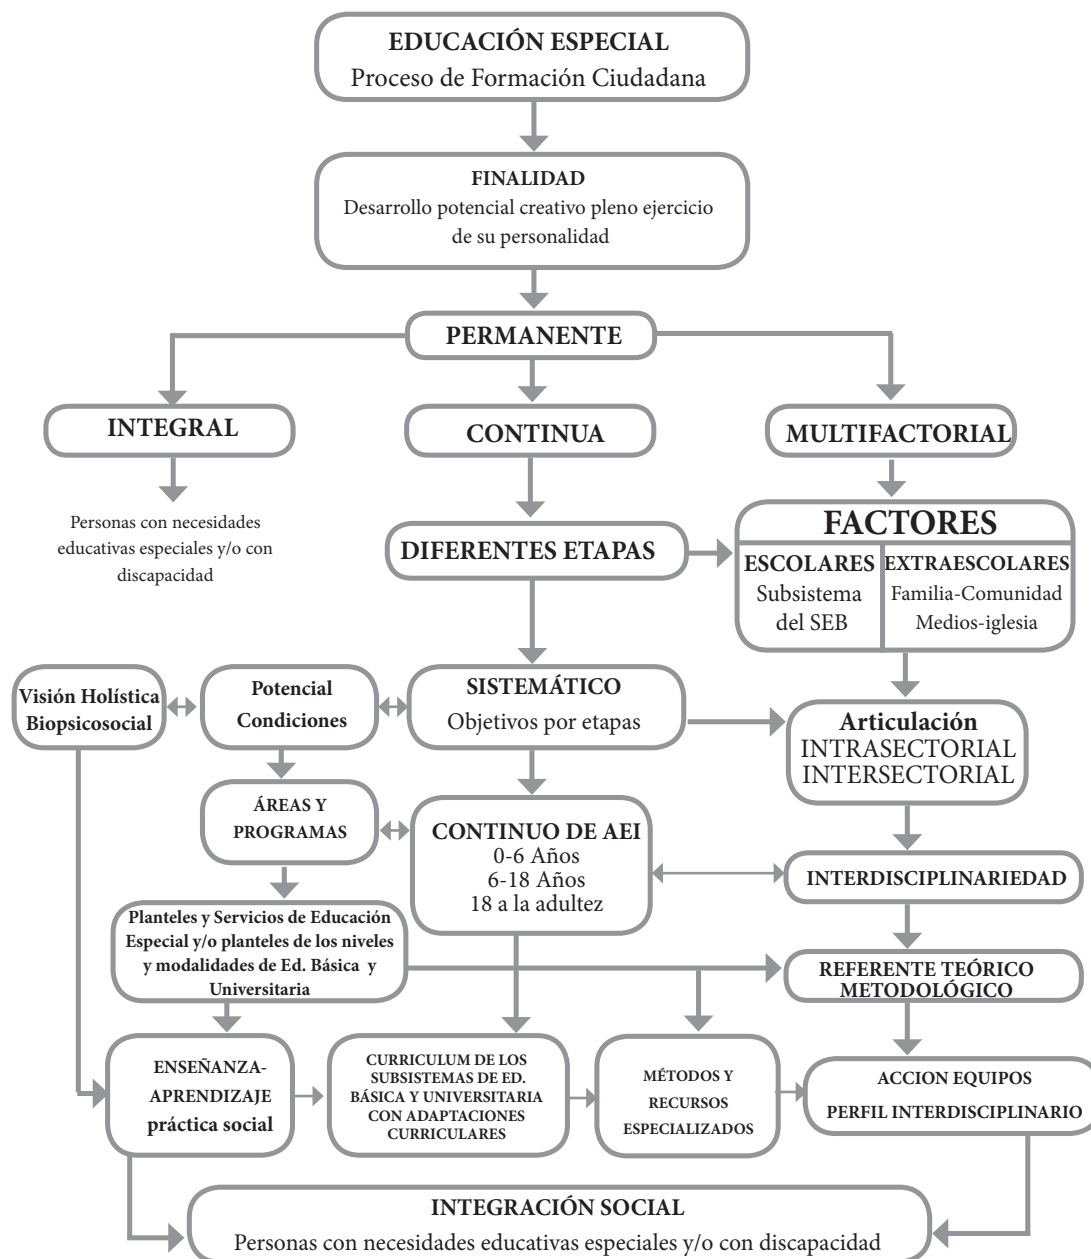 EDUCACIÓN ESPECIAL
Proceso de Formación Ciudadana
FINALIDAD
Desarrollo potencial creativo pleno ejercicio
de su personalidad
PERMANENTE
INTEGRAL
CONTINUA
MULTIFACTORIAL
Personas con necesidades
educativas especiales y/o con
discapacidad
DIFERENTES ETAPAS
FACTORES
ESCOLARES
Subsistema
del SEB
EXTRAESCOLARES
Familia-Comunidad
Medios-iglesia
Visión Holística
Biopsicosocial
Potencial
Condiciones
SISTEMÁTICO
Objetivos por etapas
Articulación
INTRASECTORIAL
INTERSECTORIAL
ÁREAS Y
PROGRAMAS
CONTINUO DE AEI
0-6 Años
6-18 Años
18 a la adultez
INTERDISCIPLINARIEDAD
Planteles y Servicios de Educación
Especial y/o planteles de los niveles
y modalidades de Ed. Básica y
Universitaria
REFERENTE TEÓRICO
METODOLÓGICO
ENSEÑANZA-
APRENDIZAJE
práctica social
CURRICULUM DE LOS
SUBSISTEMAS DE ED.
BÁSICA Y UNIVERSITARIA
CON ADAPTACIONES
CURRICULARES
MÉTODOS Y
RECURSOS
ESPECIALIZADOS
ACCION EQUIPOS
PERFIL INTERDISCIPLINARIO
INTEGRACIÓN SOCIAL
Personas con necesidades educativas especiales y/o con discapacidad